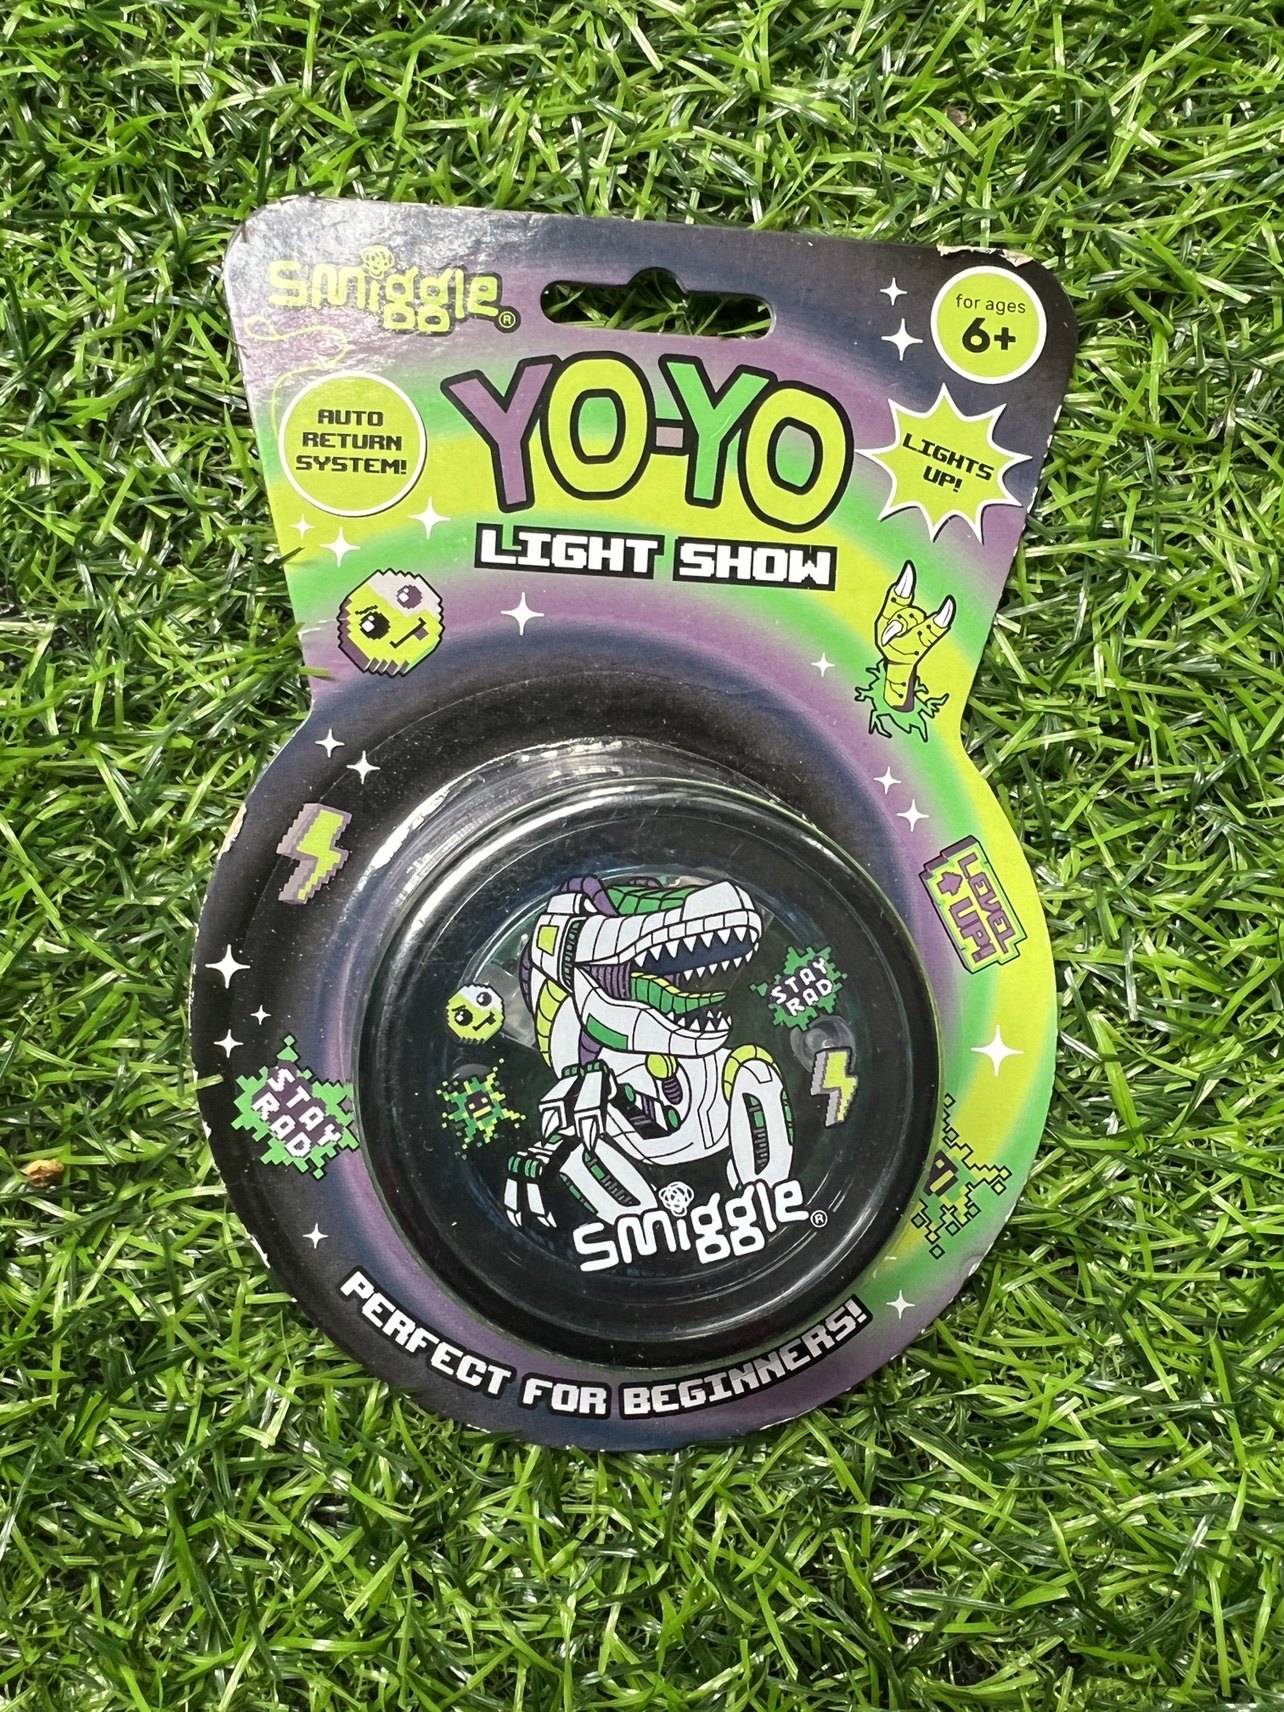 smiggle®
for ages
6+
AUTO
RETURN
SYSTEM!
YO-YO
LIGHTS
UP!
LIGHT SHOW
LEVEL
UP!
STAY
RAD
STAY
RAD
smiggle®
PERFECT FOR BEGINNERS!